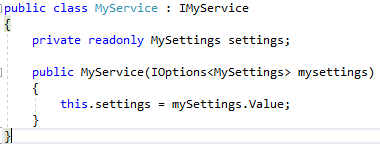 public class MyService : IMyService
{
    private readonly MySettings settings;
    public MyService(IOptions<MySettings> mysettings)
    {
        this.settings = mySettings.Value;
    }
}